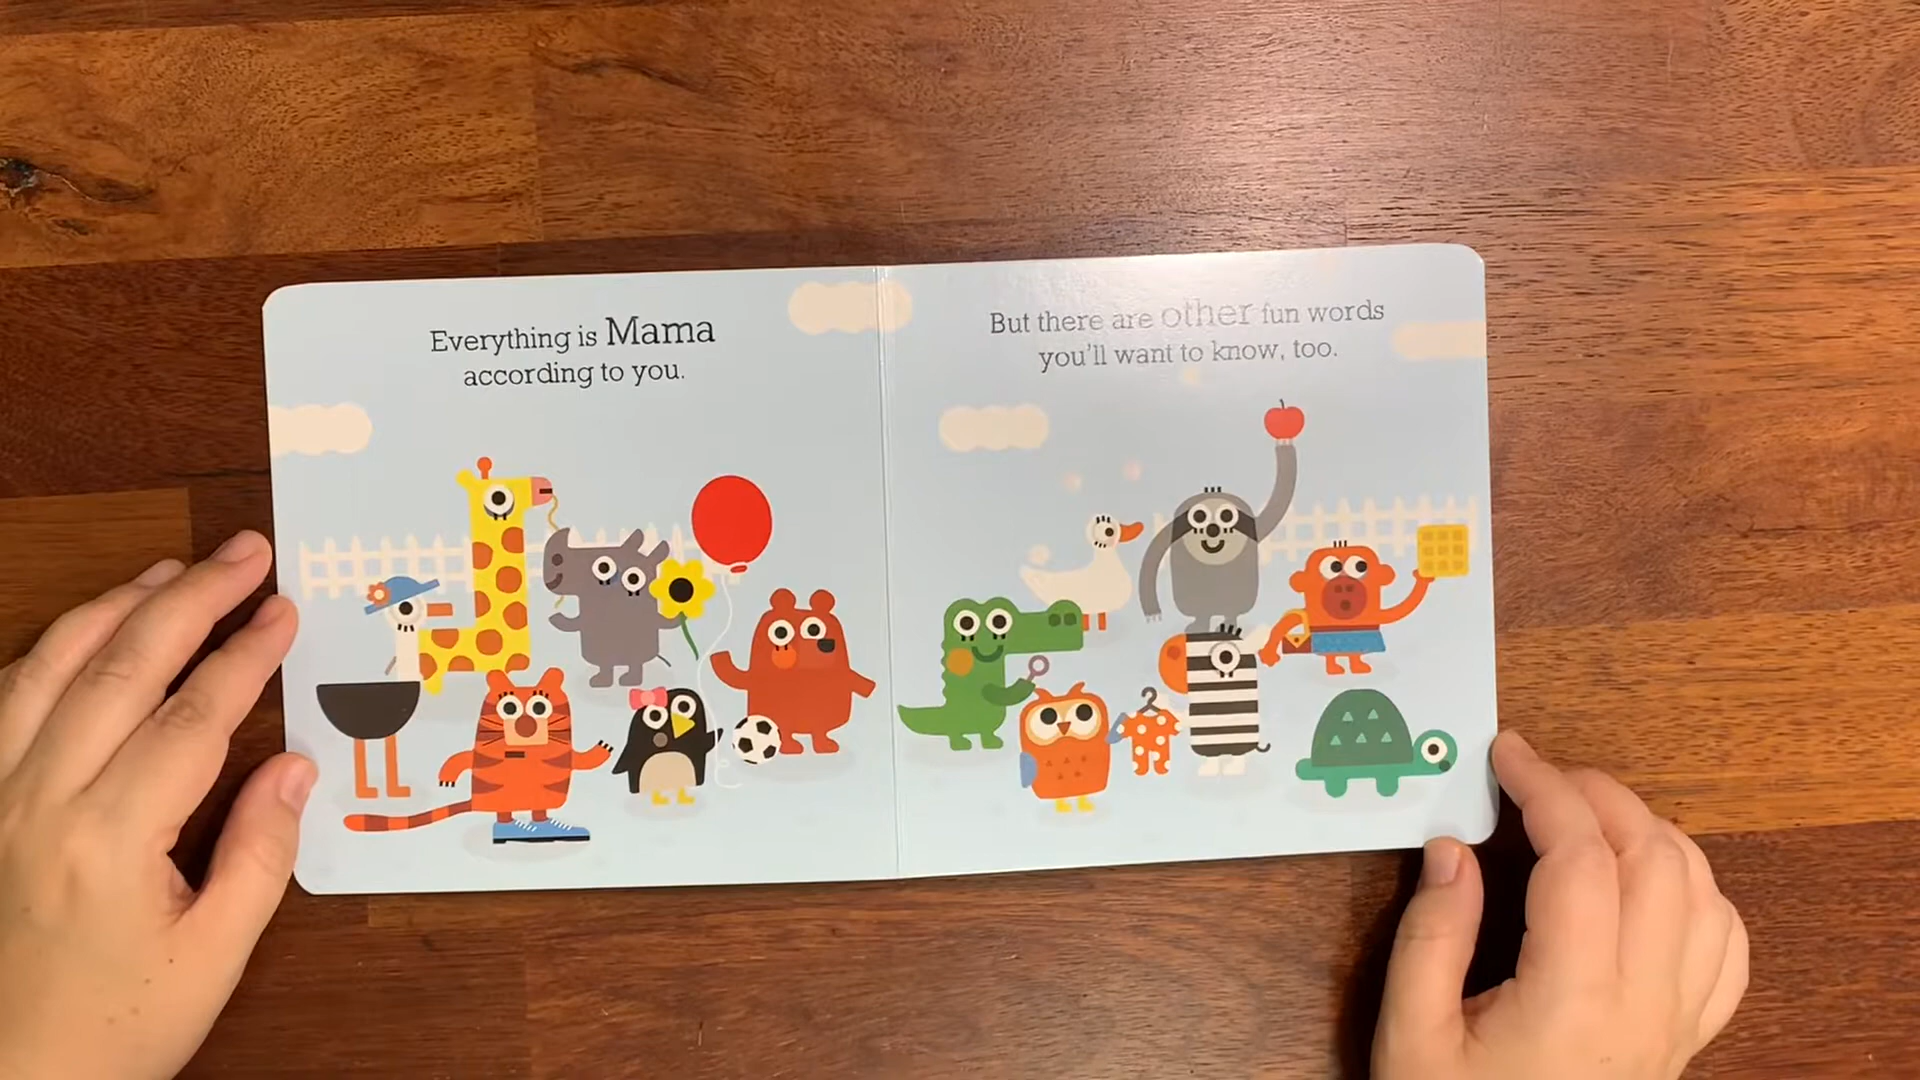 Everything is Mama
according to you.
But there are other fun words
you'll want to know, too.